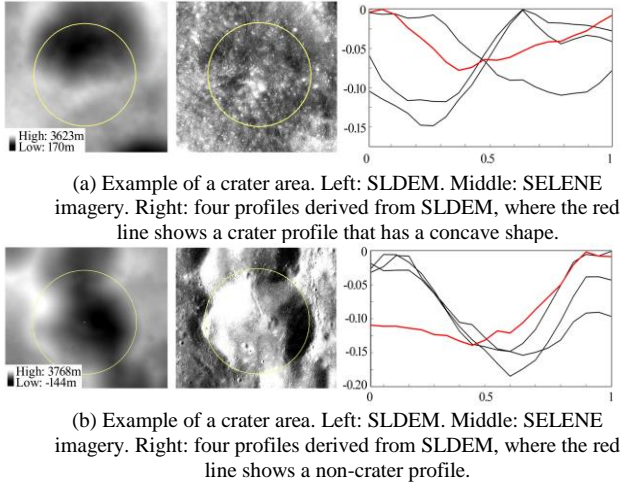 High: 3623m
Low: 170m
0
-0.05
-0.10
-0.15
0
0.5
1
(a) Example of a crater area. Left: SLDEM. Middle: SELENE
imagery. Right: four profiles derived from SLDEM, where the red
line shows a crater profile that has a concave shape.
High: 3768m
Low: -144m
0
-0.05
-0.10
-0.15
-0.20
0
0.5
1
(b) Example of a crater area. Left: SLDEM. Middle: SELENE
imagery. Right: four profiles derived from SLDEM, where the red
line shows a non-crater profile.